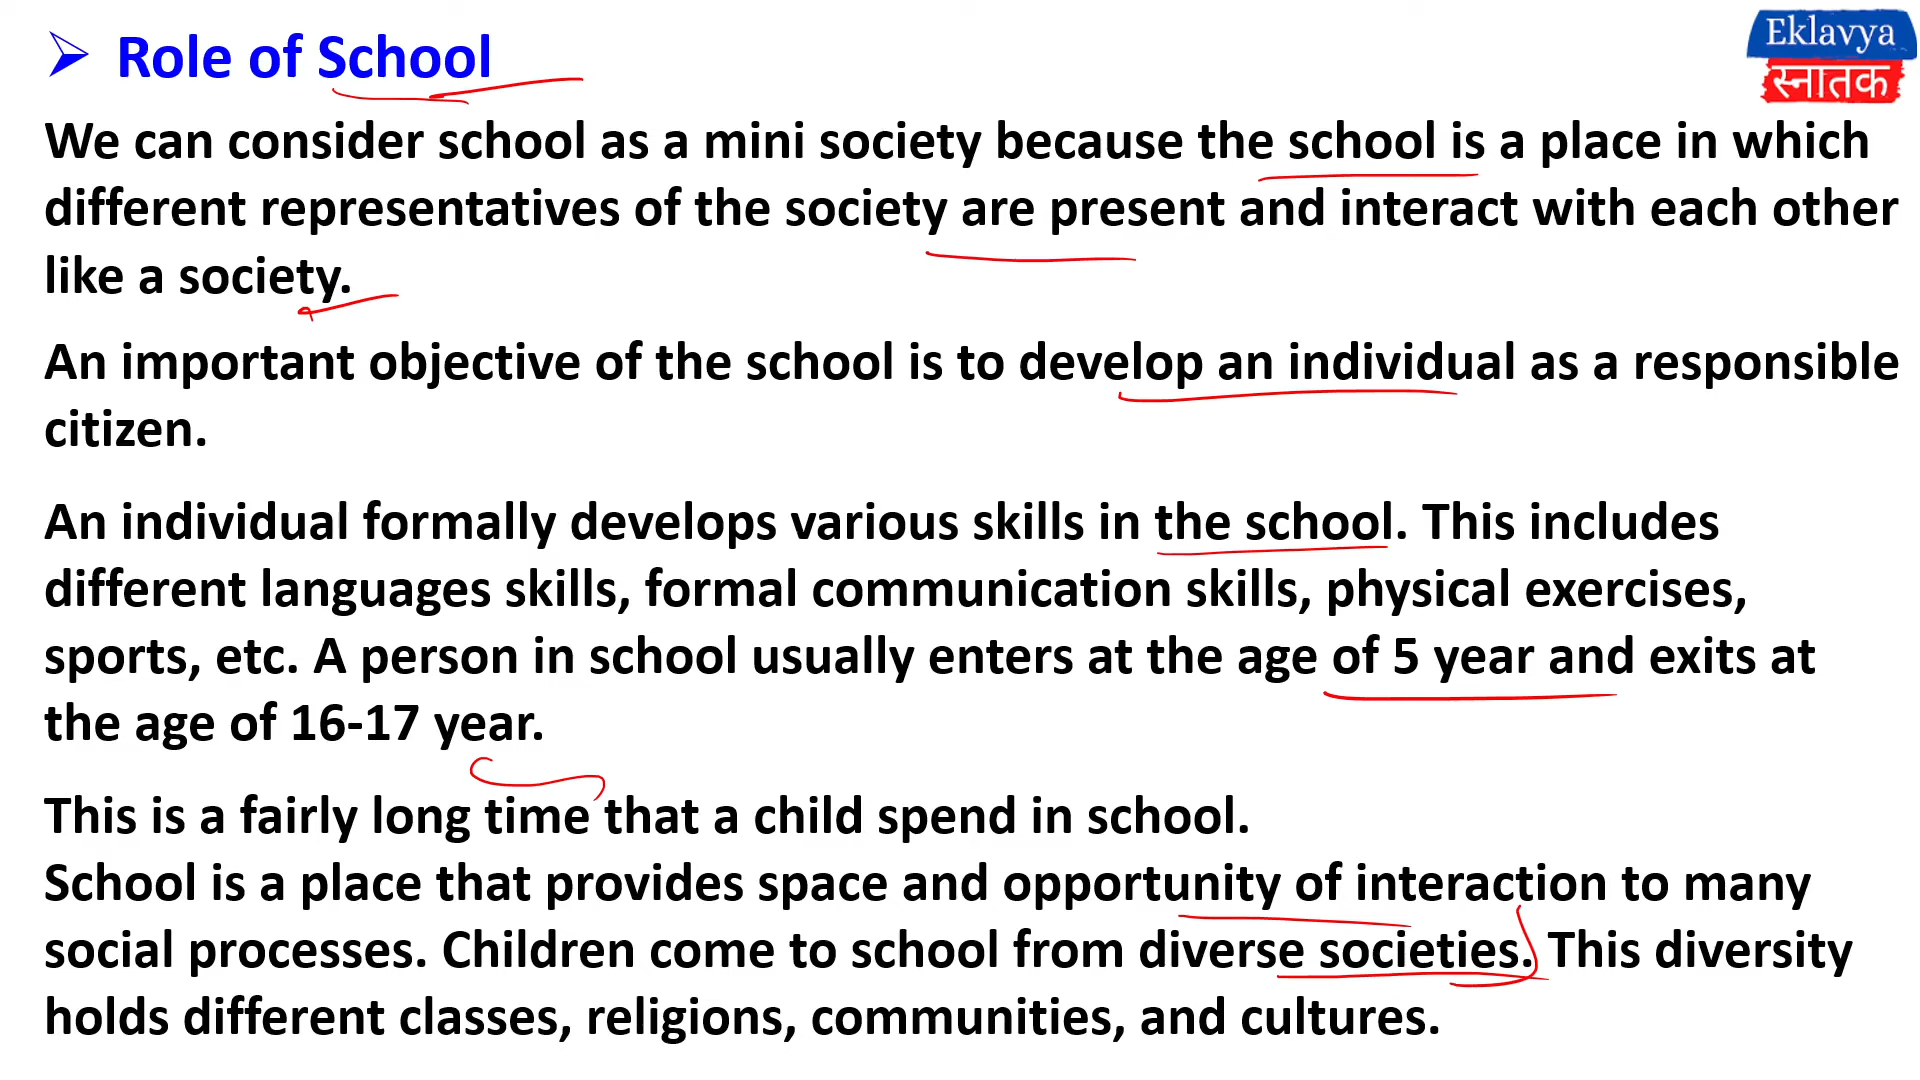 Role of School
Eklavya
स्नातक
We can consider school as a mini society because the school is a place in which
different representatives of the society are present and interact with each other
like a society.
An important objective of the school is to develop an individual as a responsible
citizen.
An individual formally develops various skills in the school. This includes
different languages skills, formal communication skills, physical exercises,
sports, etc. A person in school usually enters at the age of 5 year and exits at
the age of 16-17 year.
This is a fairly long time that a child spend in school.
School is a place that provides space and opportunity of interaction to many
social processes. Children come to school from diverse societies. This diversity
holds different classes, religions, communities, and cultures.